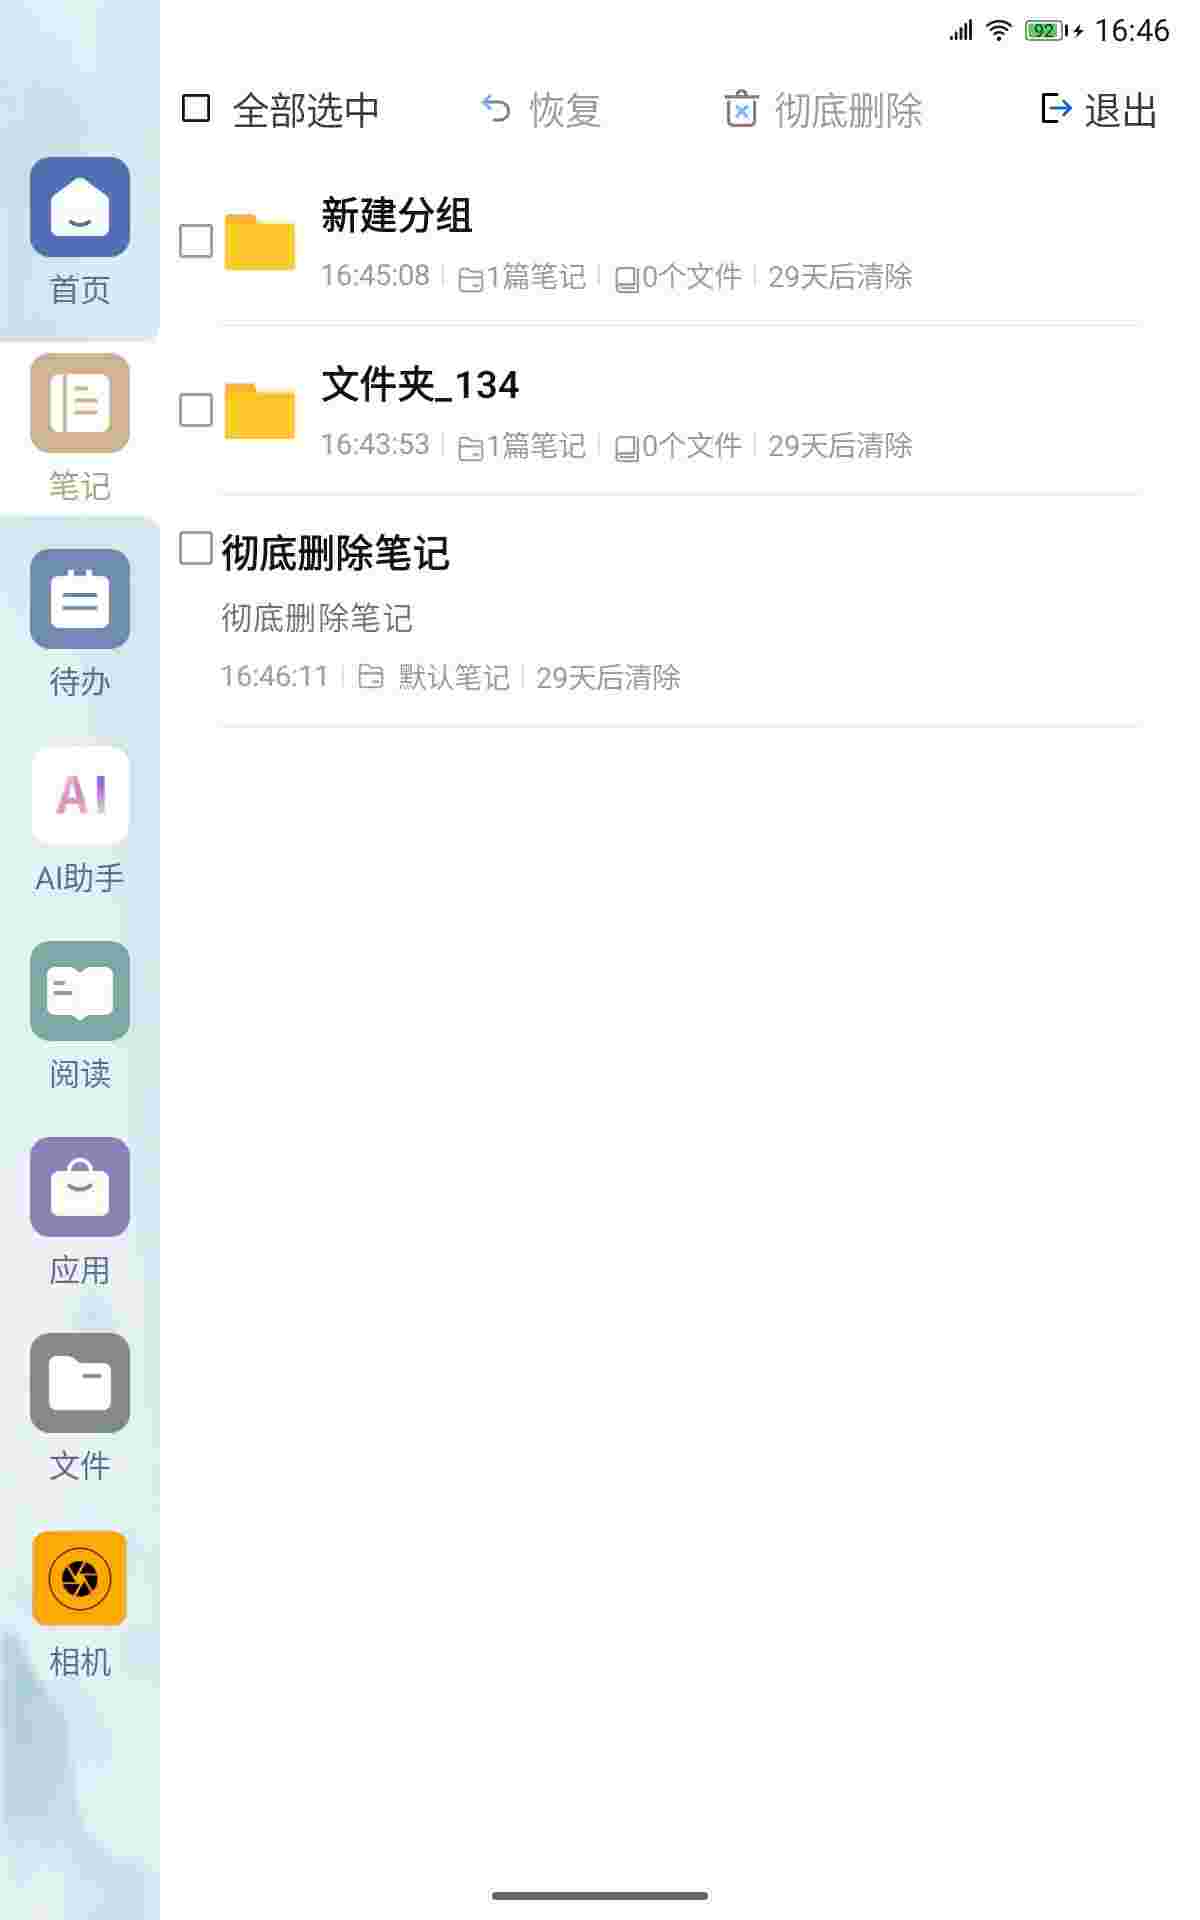 92 16:46
全部选中 恢复 彻底删除 退出
新建分组
16:45:08 1篇笔记 0个文件 29天后清除
文件夹_134
16:43:53 1篇笔记 0个文件 29天后清除
彻底删除笔记
彻底删除笔记
16:46:11 默认笔记 29天后清除
首页
笔记
待办
AI
AI助手
阅读
应用
文件
相机